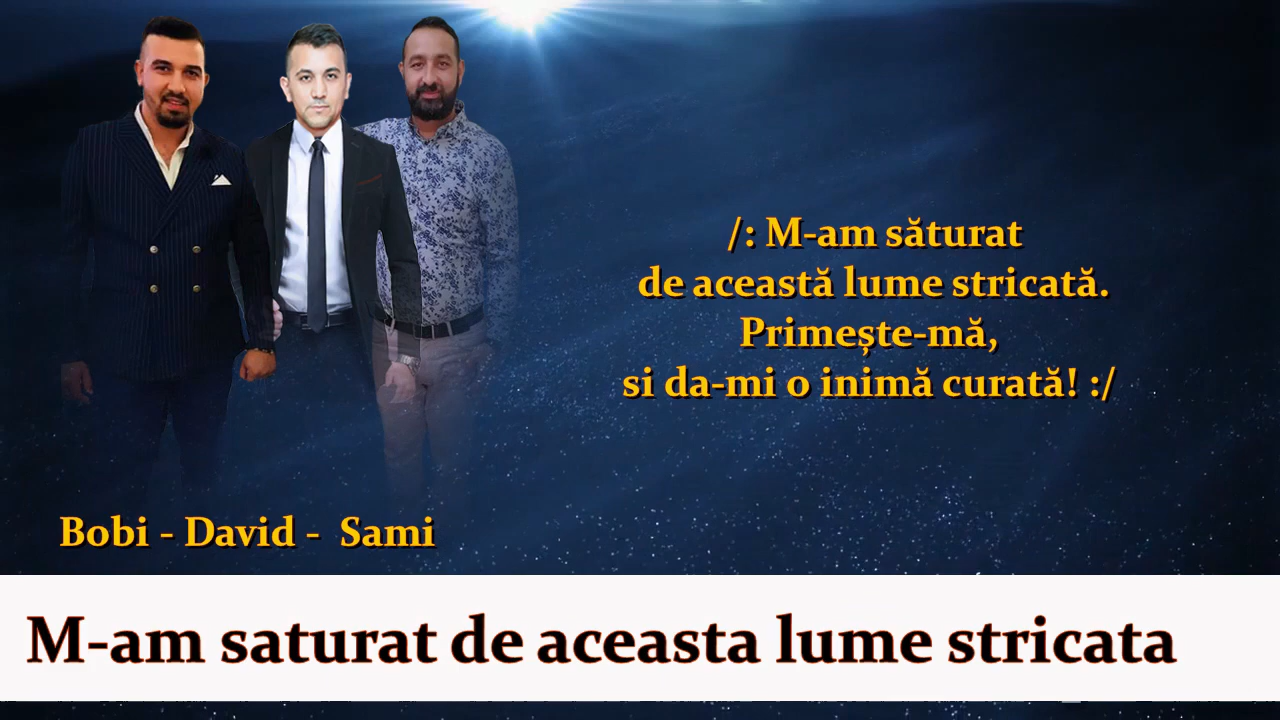 /: M-am săturat
de această lume stricată.
Primește-mă,
si da-mi o inimă curată! :/
Bobi - David -  Sami
M-am saturat de aceasta lume stricata